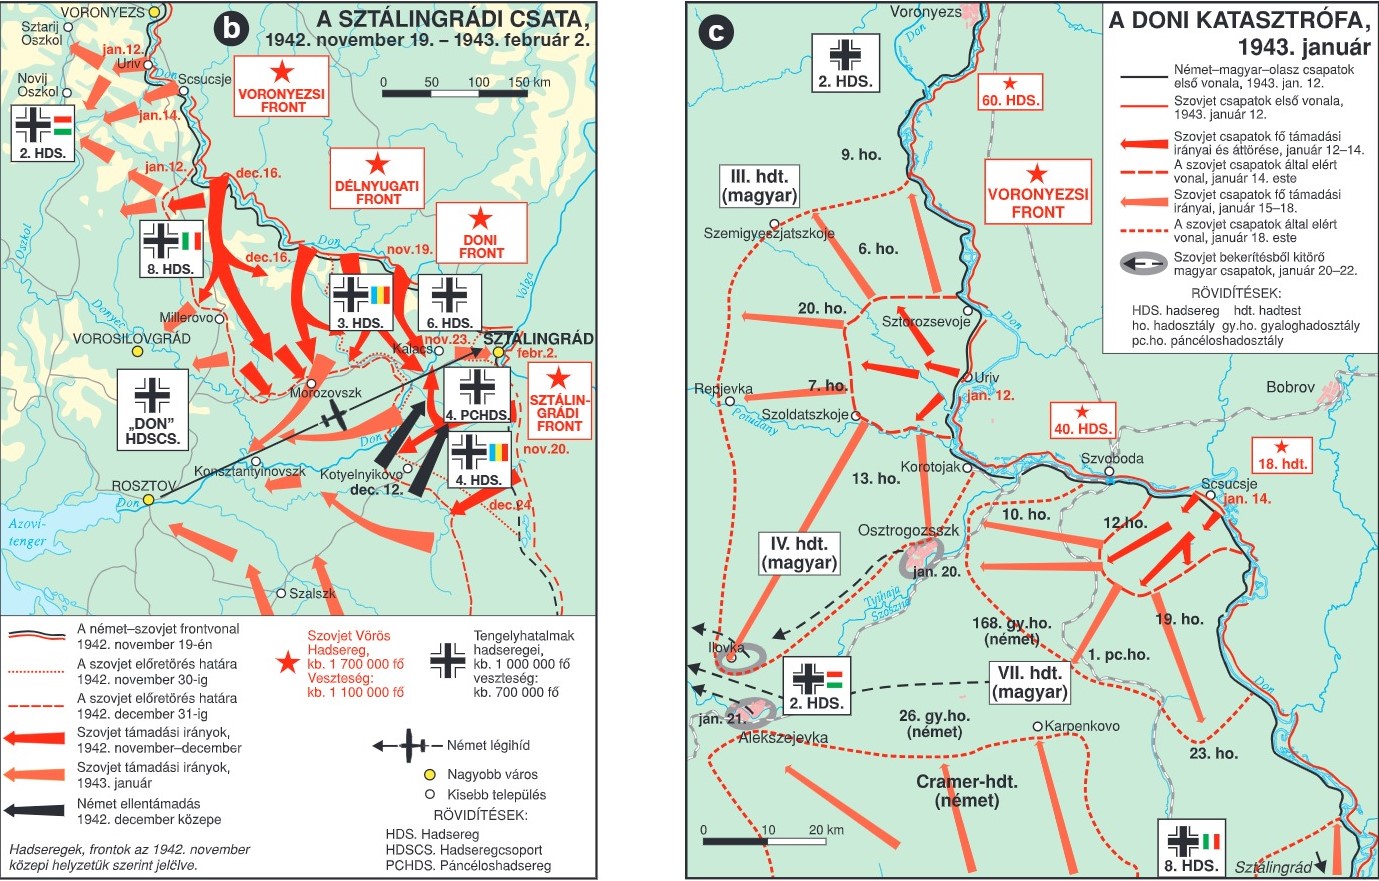 b
A SZTÁLINGRÁDI CSATA,
1942. november 19. – 1943. február 2.
0 50 100 150 km
VORONYEZS
Sztarij
Oszkol
jan.12.
Uriv
Don
Novij
Oszkol
Scsucsje
jan.14.
VORONYEZSI
FRONT
2. HDS.
jan.12.
dec.16.
DÉLNYUGATI
FRONT
DONI
FRONT
Oszkol
8. HDS.
dec.16.
Don
nov.19.
Volga
3. HDS.
6. HDS.
Donyec
Millerovo
VOROSILOVGRÁD
nov.23.
Kalacs
SZTÁLINGRÁD
febr.2.
Morozovszk
„DON”
HDSCS.
4. PCHDS.
SZTÁLIN-
GRÁDI
FRONT
nov.20.
Don
4. HDS.
Konsztantyinovszk
Kotyelnyikovo
dec. 12.
ROSZTOV
Don
dec.24.
Azovi-
tenger
Szalszk
A német–szovjet frontvonal
1942. november 19-én
A szovjet előretörés határa
1942. november 30-ig
A szovjet előretörés határa
1942. december 31-ig
Szovjet támadási irányok,
1942. november–december
Szovjet támadási irányok,
1943. január
Német ellentámadás
1942. december közepe
Hadseregek, frontok az 1942. november
közepi helyzetük szerint jelölve.
Szovjet Vörös
Hadsereg,
kb. 1 700 000 fő
Veszteség:
kb. 1 100 000 fő
Tengelyhatalmak
hadseregei,
kb. 1 000 000 fő
veszteség:
kb. 700 000 fő
Német légihíd
Nagyobb város
Kisebb település
RÖVIDÍTÉSEK:
HDS. Hadsereg
HDSCS. Hadseregcsoport
PCHDS. Páncéloshadsereg
c
A DONI KATASZTRÓFA,
1943. január
Német–magyar–olasz csapatok
első vonala, 1943. jan. 12.
Szovjet csapatok első vonala,
1943. január 12.
Szovjet csapatok fő támadási
irányai és áttörése, január 12–14.
A szovjet csapatok által elért
vonal, január 14. este
Szovjet csapatok fő támadási
irányai, január 15–18.
A szovjet csapatok által elért
vonal, január 18. este
Szovjet bekerítésből kitörő
magyar csapatok, január 20–22.
RÖVIDÍTÉSEK:
HDS. hadsereg hdt. hadtest
ho. hadosztály gy.ho. gyaloghadosztály
pc.ho. páncéloshadosztály
Voronyezs
Don
2. HDS.
60. HDS.
9. ho.
III. hdt.
(magyar)
VORONYEZSI
FRONT
Szemigyeszjatszkoje
6. ho.
20. ho.
Sztorozsevoje
Don
7. ho.
Repjevka
Uriv
jan. 12.
Potudany
Szoldatszkoje
Bobrov
40. HDS.
18. hdt.
Korotojak
Szvoboda
13. ho.
Scsucsje
jan. 14.
10. ho.
12.ho.
Osztrogozsszk
IV. hdt.
(magyar)
jan. 20.
Tyihaja
Szoszna
168. gy.ho.
(német)
19. ho.
Ilovka
1. pc.ho.
VII. hdt.
(magyar)
2. HDS.
Don
jan. 21.
Alekszejevka
26. gy.ho.
(német)
Karpenkovo
23. ho.
Cramer-hdt.
(német)
0 10 20 km
8. HDS.
Sztálingrád